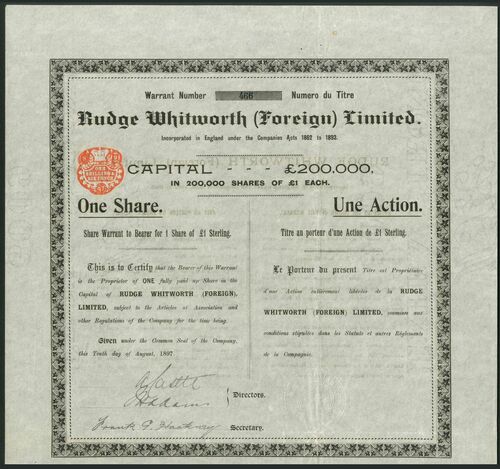 Warrant Number 466 Numero du Titre
Rudge Whitworth (Foreign) Limited.
Incorporated in England under the Companies Acts 1862 to 1893.
CAPITAL - - - - £200,000,
IN 200,000 SHARES OF £1 EACH.
One Share.
Share Warrant to Bearer for 1 Share of £1 Sterling.
This is to Certify that the Bearer of this Warrant
is the Proprietor of ONE fully paid up Share in the
Capital of RUDGE WHITWORTH (FOREIGN)
LIMITED, subject to the Articles of Association and
other Regulations of the Company for the time being.
Given under the Common Seal of the Company,
this Tenth day of August, 1897.
Une Action.
Titre au porteur d'une Action de £1 Sterling.
Le Porteur du present Titre est Propriétaire
d'une Action entièrement libérée de la RUDGE
WHITWORTH (FOREIGN) LIMITED, soumise aux
conditions stipulées dans les Statuts et autres Règlements
de la Compagnie.
Directors.
Frank P. Hackney Secretary.